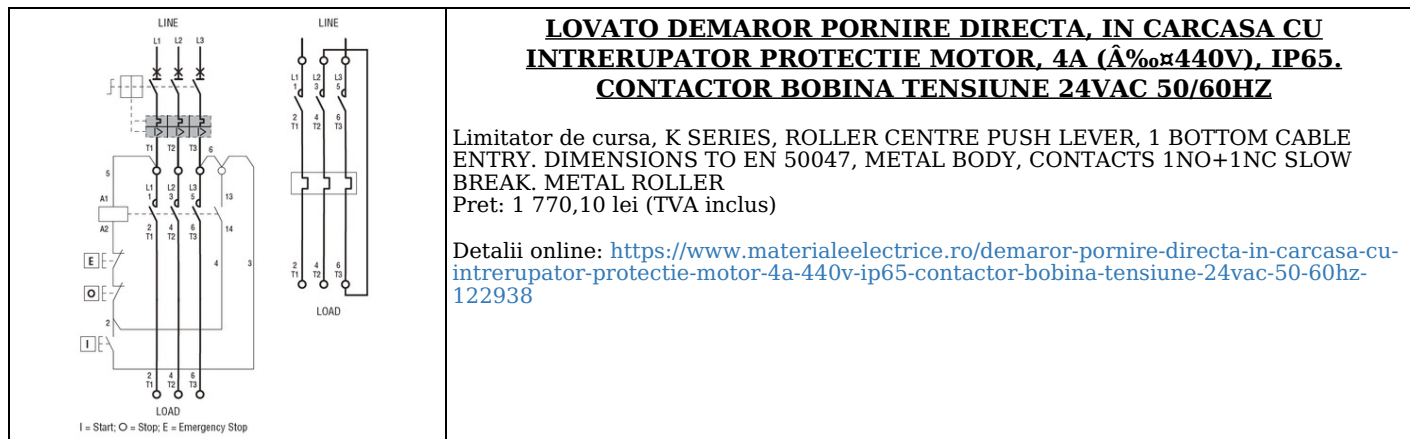 LINE
L1 L2 L3
T1 T2 T3 6
5
L1 L2 L3
1 3 5 13
A1
A2
2 4 6 14
T1 T2 T3
E
4 3
O
2
I
2 4 6
T1 T2 T3
LOAD
I = Start; O = Stop; E = Emergency Stop
LINE
L1 L2 L3
1 3 5
2 4 6
T1 T2 T3
2 4 6
T1 T2 T3
LOAD
LOVATO DEMAROR PORNIRE DIRECTA, IN CARCASA CU
INTRERUPATOR PROTECTIE MOTOR, 4A (Â‰¤440V), IP65.
CONTACTOR BOBINA TENSIUNE 24VAC 50/60HZ
Limitator de cursa, K SERIES, ROLLER CENTRE PUSH LEVER, 1 BOTTOM CABLE
ENTRY. DIMENSIONS TO EN 50047, METAL BODY, CONTACTS 1NO+1NC SLOW
BREAK. METAL ROLLER
Pret: 1 770,10 lei (TVA inclus)
Detalii online: https://www.materialeelectrice.ro/demaror-pornire-directa-in-carcasa-cu-
intrerupator-protectie-motor-4a-440v-ip65-contactor-bobina-tensiune-24vac-50-60hz-
122938